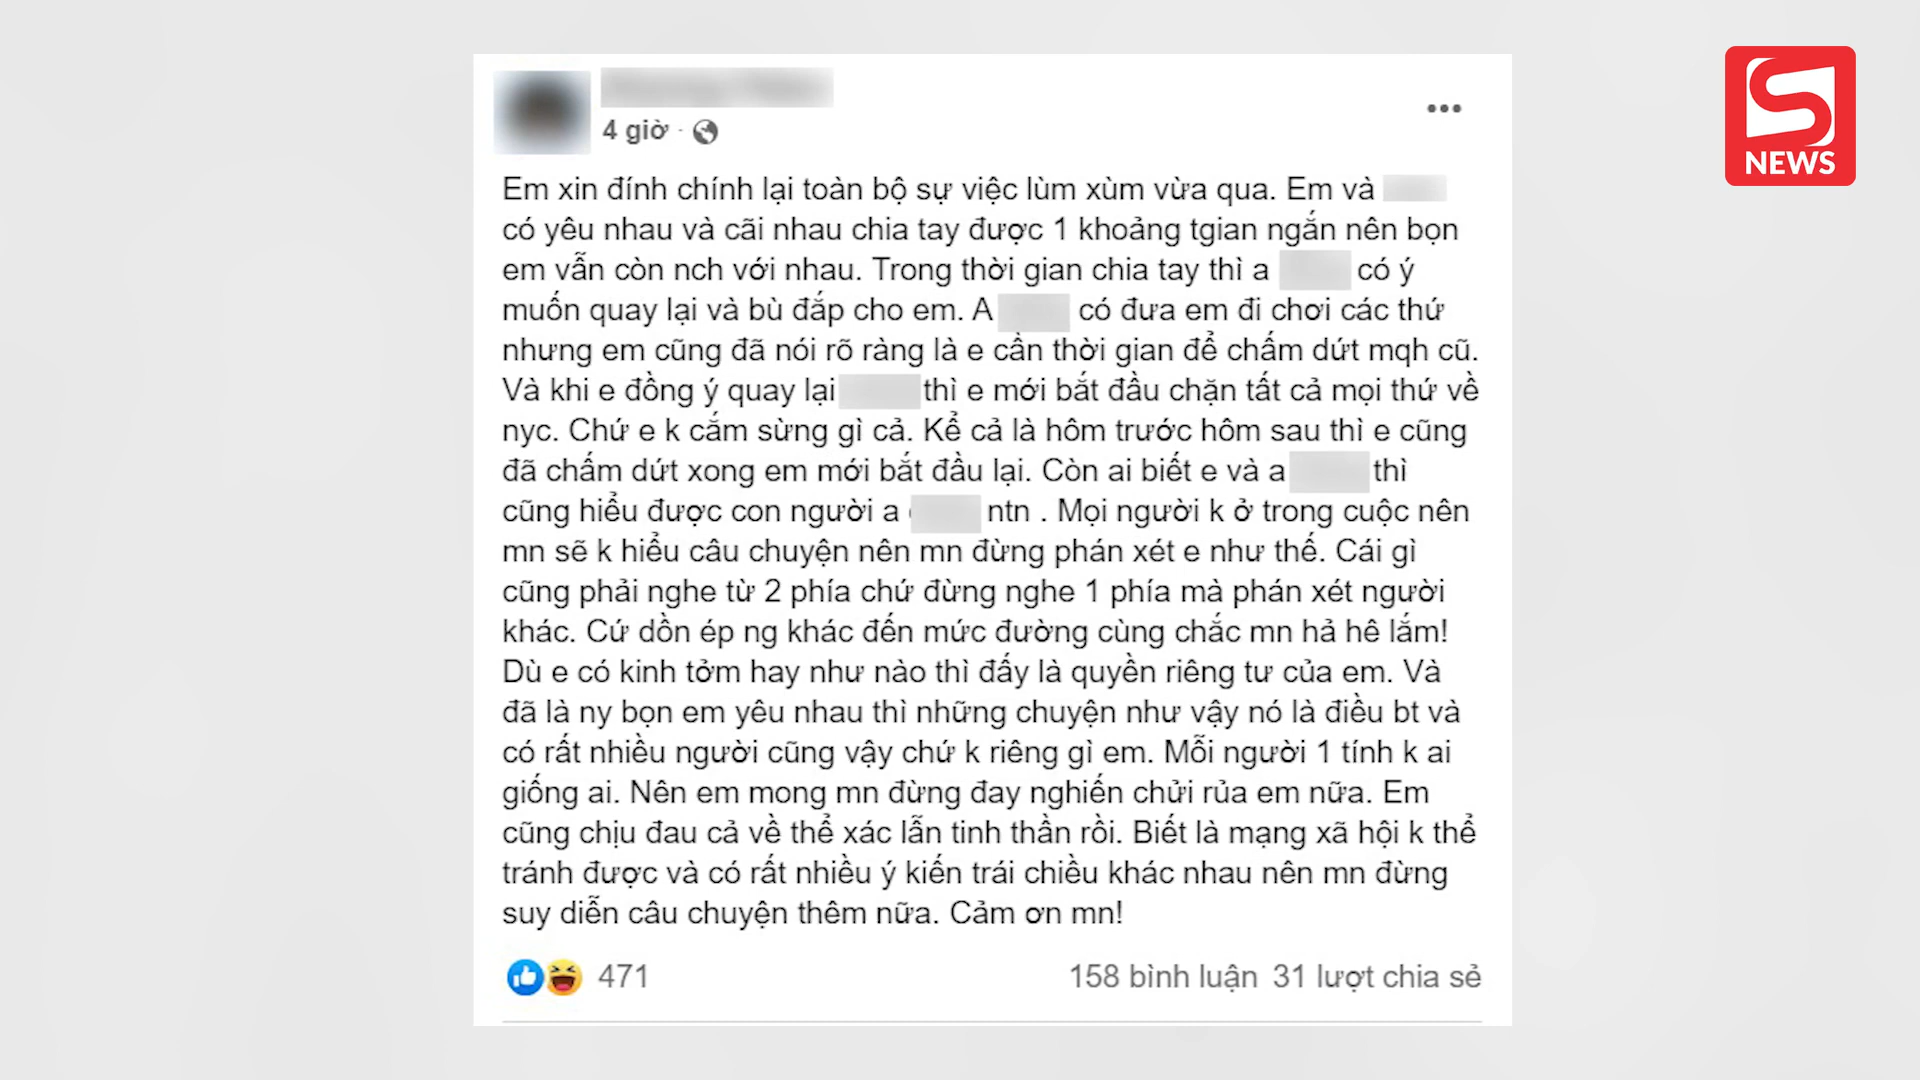 4 giờ ·
S
NEWS
Em xin đính chính lại toàn bộ sự việc lùm xùm vừa qua. Em và
có yêu nhau và cãi nhau chia tay được 1 khoảng tgian ngắn nên bọn
em vẫn còn nch với nhau. Trong thời gian chia tay thì a có ý
muốn quay lại và bù đắp cho em. A có đưa em đi chơi các thứ
nhưng em cũng đã nói rõ ràng là e cần thời gian để chấm dứt mqh cũ.
Và khi e đồng ý quay lại thì e mới bắt đầu chặn tất cả mọi thứ về
nyc. Chứ e k cắm sừng gì cả. Kể cả là hôm trước hôm sau thì e cũng
đã chấm dứt xong em mới bắt đầu lại. Còn ai biết e và a thì
cũng hiểu được con người a ntn . Mọi người k ở trong cuộc nên
mn sẽ k hiểu câu chuyện nên mn đừng phán xét e như thế. Cái gì
cũng phải nghe từ 2 phía chứ đừng nghe 1 phía mà phán xét người
khác. Cứ dồn ép ng khác đến mức đường cùng chắc mn hả hê lắm!
Dù e có kinh tởm hay như nào thì đấy là quyền riêng tư của em. Và
đã là ny bọn em yêu nhau thì những chuyện như vậy nó là điều bt và
có rất nhiều người cũng vậy chứ k riêng gì em. Mỗi người 1 tính k ai
giống ai. Nên em mong mn đừng đay nghiến chửi rủa em nữa. Em
cũng chịu đau cả về thể xác lẫn tinh thần rồi. Biết là mạng xã hội k thể
tránh được và có rất nhiều ý kiến trái chiều khác nhau nên mn đừng
suy diễn câu chuyện thêm nữa. Cảm ơn mn!
471
158 bình luận 31 lượt chia sẻ